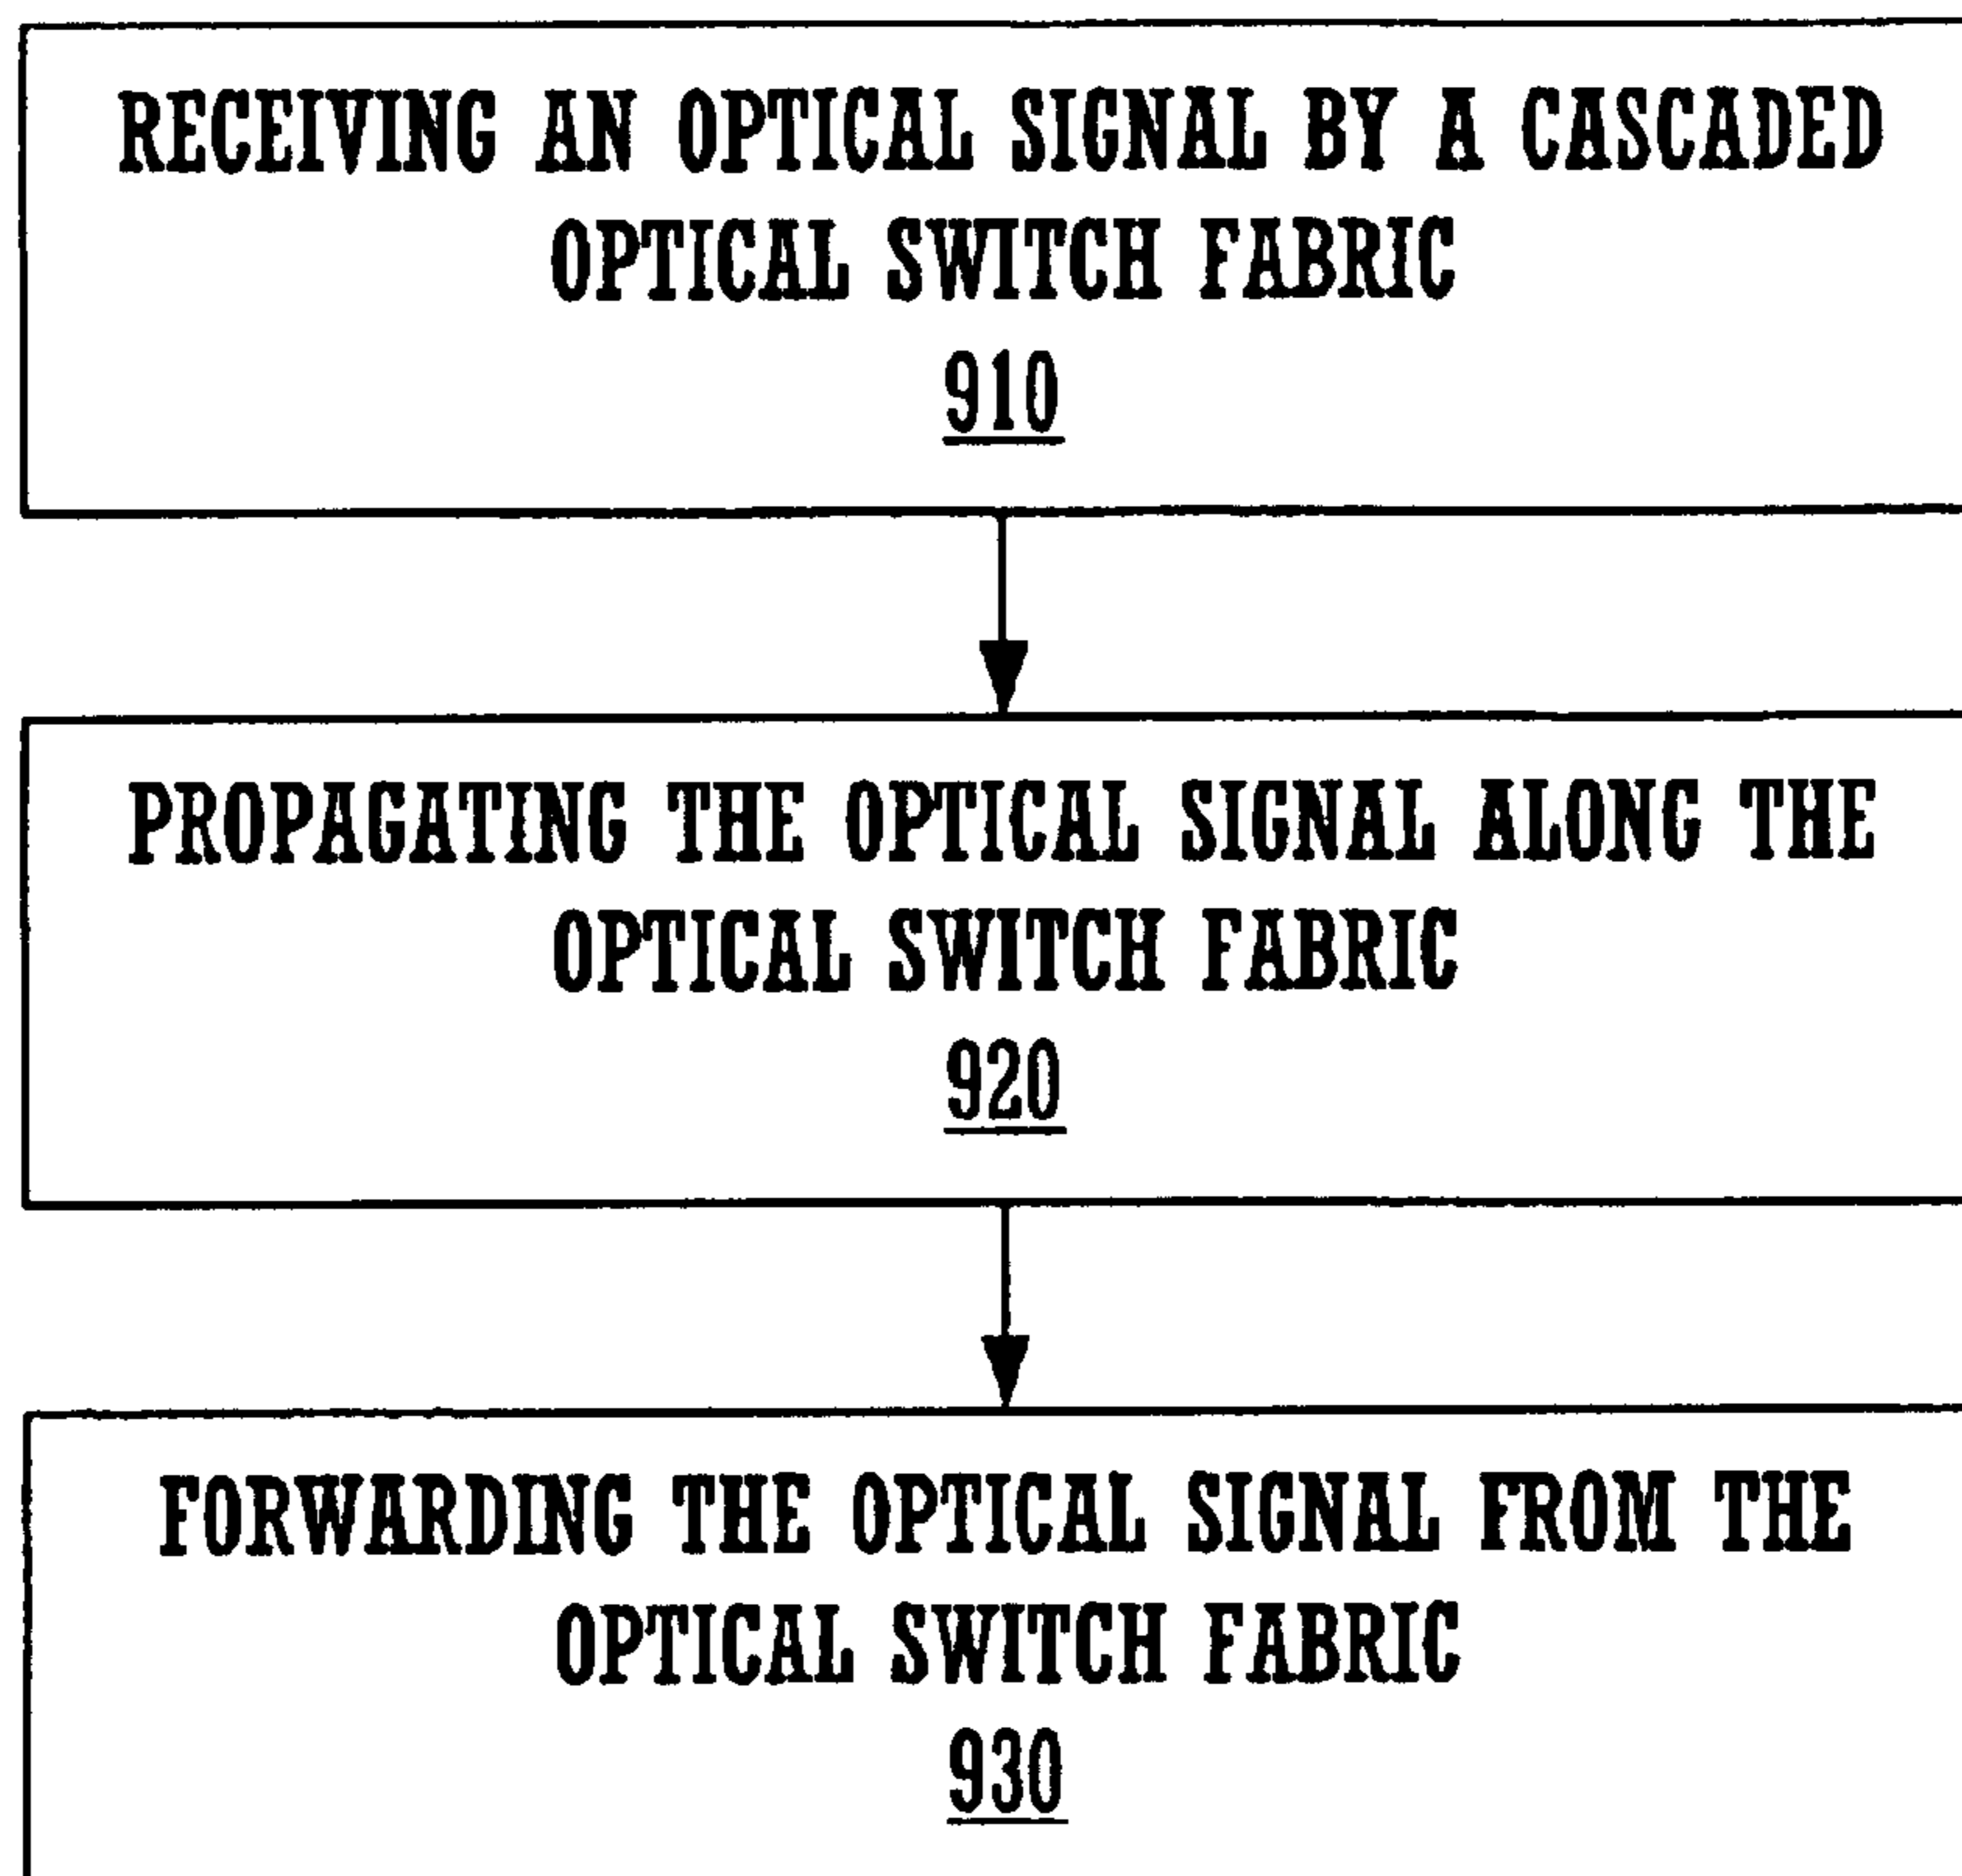 RECEIVING AN OPTICAL SIGNAL BY A CASCADED
OPTICAL SWITCH FABRIC
910
PROPAGATING THE OPTICAL SIGNAL ALONG THE
OPTICAL SWITCH FABRIC
920
FORWARDING THE OPTICAL SIGNAL FROM THE
OPTICAL SWITCH FABRIC
930